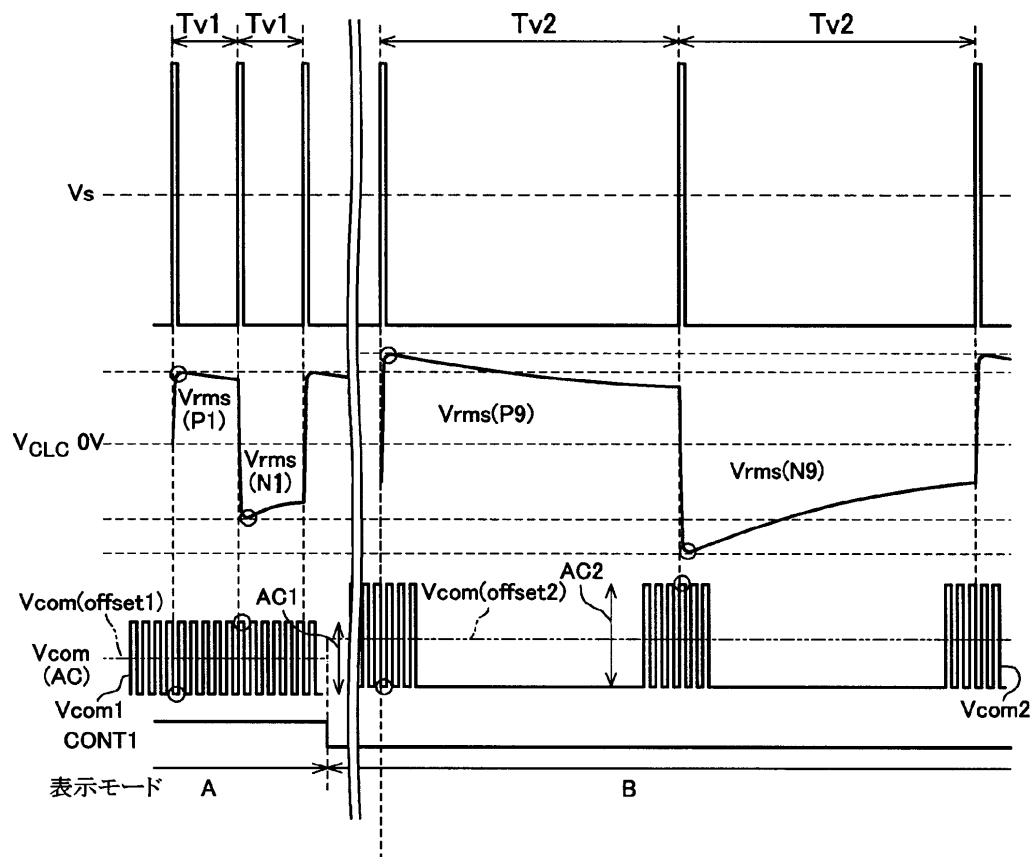 Tv1 Tv1 Tv2 Tv2
Vs
Vrms
(P1)
Vrms(P9)
VCLC 0V
Vrms
(N1)
Vrms(N9)
AC1
AC2
Vcom(offset1)
Vcom(offset2)
Vcom
(AC)
Vcom1
Vcom2
CONT1
表示モード A B